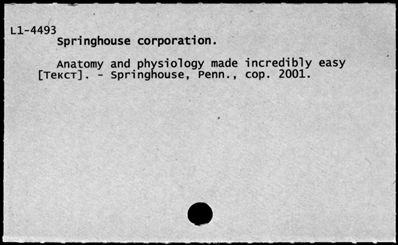 L1-4493
Springhouse corporation.
Anatomy and physiology made incredibly easy
[Текст]. - Springhouse, Penn., cop. 2001.